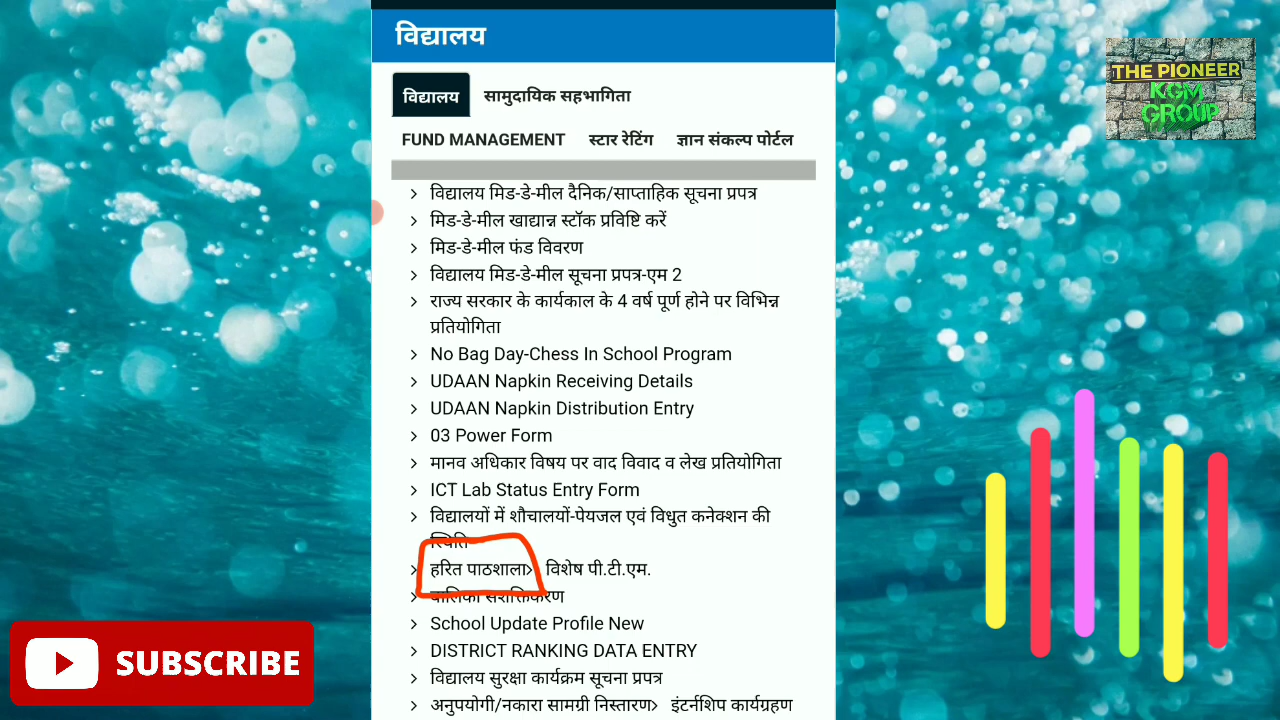 विद्यालय
THE PIONEER
KGM
GROUP
विद्यालय सामुदायिक सहभागिता
FUND MANAGEMENT स्टार रेटिंग ज्ञान संकल्प पोर्टल
विद्यालय मिड-डे-मील दैनिक/साप्ताहिक सूचना प्रपत्र
मिड-डे-मील खाद्यान्न स्टॉक प्रविष्टि करें
मिड-डे-मील फंड विवरण
विद्यालय मिड-डे-मील सूचना प्रपत्र-एम 2
राज्य सरकार के कार्यकाल के 4 वर्ष पूर्ण होने पर विभिन्न
प्रतियोगिता
No Bag Day-Chess In School Program
UDAAN Napkin Receiving Details
UDAAN Napkin Distribution Entry
03 Power Form
मानव अधिकार विषय पर वाद विवाद व लेख प्रतियोगिता
ICT Lab Status Entry Form
विद्यालयों में शौचालयों-पेयजल एवं विधुत कनेक्शन की
स्थिति
हरित पाठशाला> विशेष पी.टी.एम.
बालिका सशक्तिकरण
School Update Profile New
DISTRICT RANKING DATA ENTRY
विद्यालय सुरक्षा कार्यक्रम सूचना प्रपत्र
अनुपयोगी/नकारा सामग्री निस्तारण> इंटर्नशिप कार्यग्रहण
SUBSCRIBE